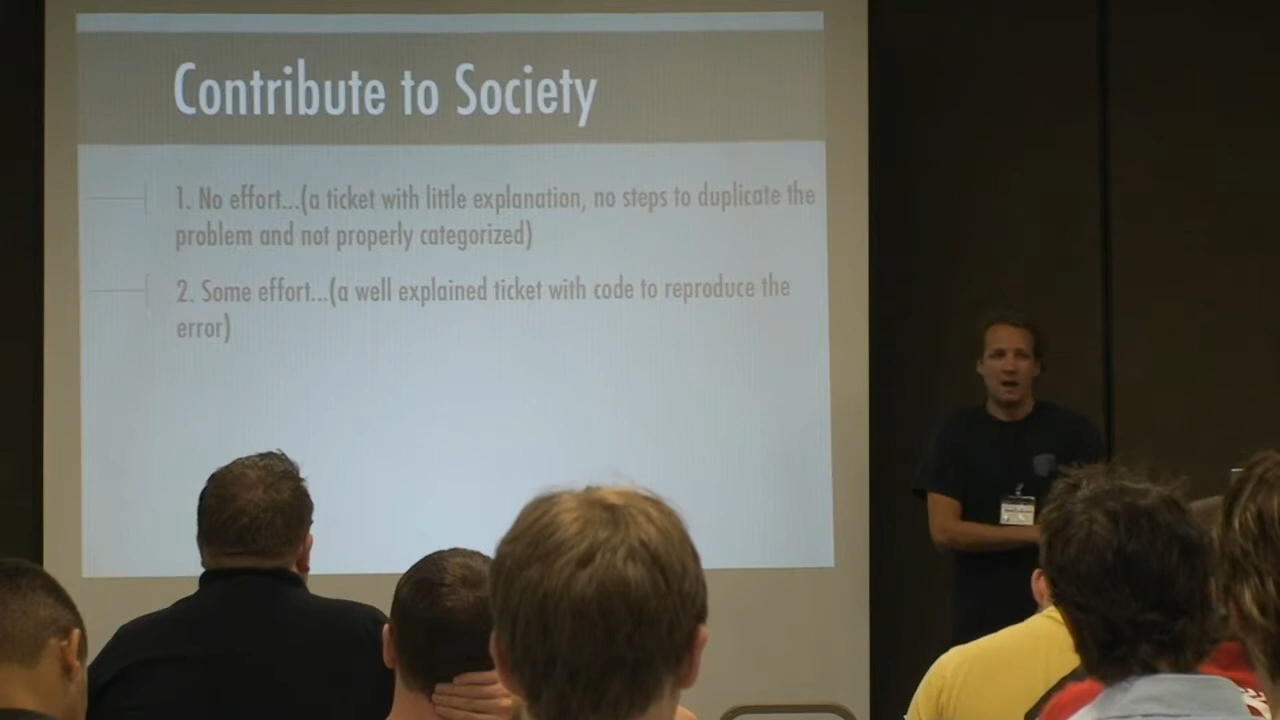 Contribute to Society
1. No effort...(a ticket with little explanation, no steps to duplicate the
problem and not properly categorized)
2. Some effort...(a well explained ticket with code to reproduce the
error)